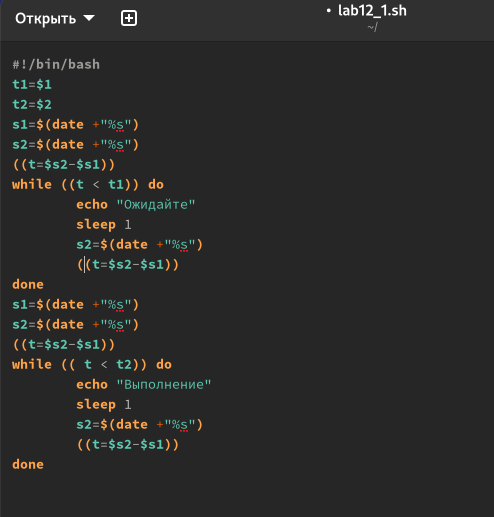 Открыть
• lab12_1.sh
~/
#!/bin/bash
t1=$1
t2=$2
s1=$(date +"%s")
s2=$(date +"%s")
((t=$s2-$s1))
while ((t < t1)) do
        echo "Ожидайте"
        sleep 1
        s2=$(date +"%s")
        ((t=$s2-$s1))
done
s1=$(date +"%s")
s2=$(date +"%s")
((t=$s2-$s1))
while (( t < t2)) do
        echo "Выполнение"
        sleep 1
        s2=$(date +"%s")
        ((t=$s2-$s1))
done